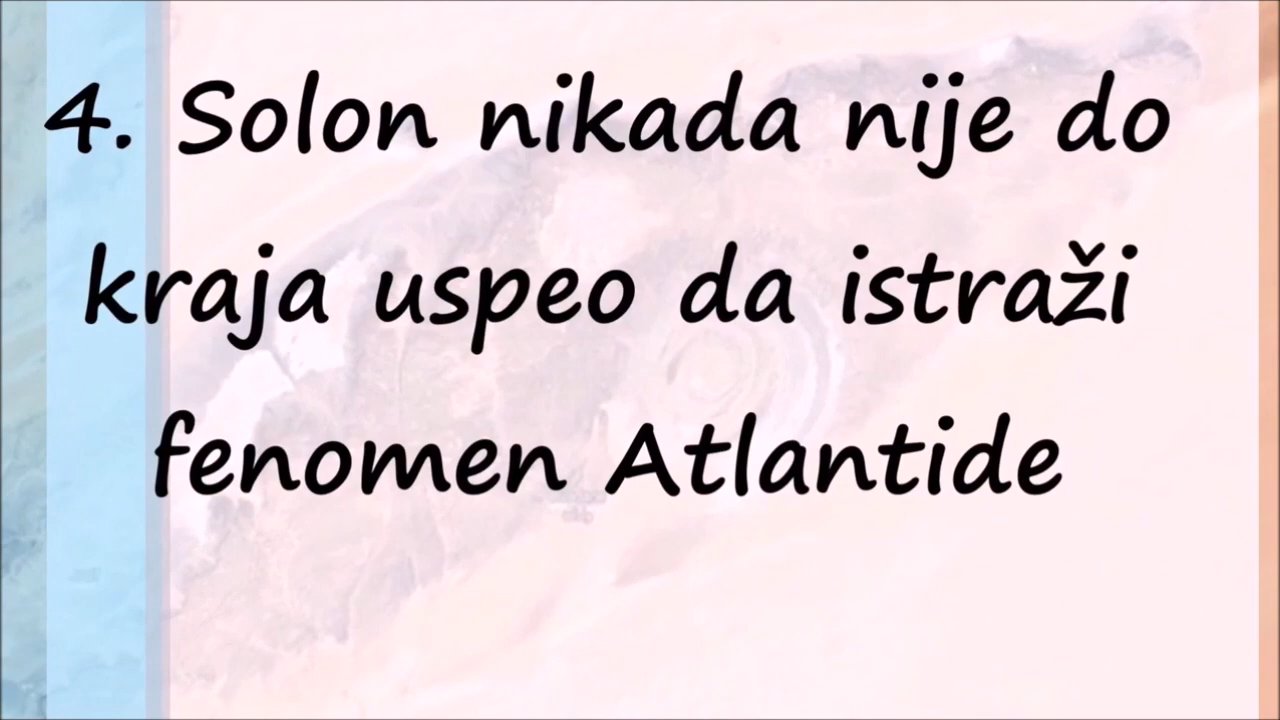 4. Solon nikada nije do
kraja uspeo da istraži
fenomen Atlantide